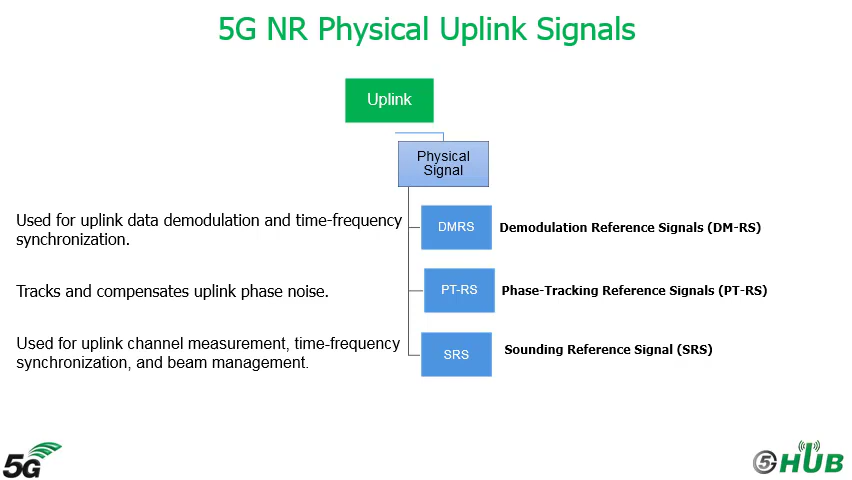 5G NR Physical Uplink Signals
Uplink
Physical
Signal
Used for uplink data demodulation and time-frequency
synchronization.
DMRS
Demodulation Reference Signals (DM-RS)
Tracks and compensates uplink phase noise.
PT-RS
Phase-Tracking Reference Signals (PT-RS)
Used for uplink channel measurement, time-frequency
synchronization, and beam management.
SRS
Sounding Reference Signal (SRS)
5G
5G HUB